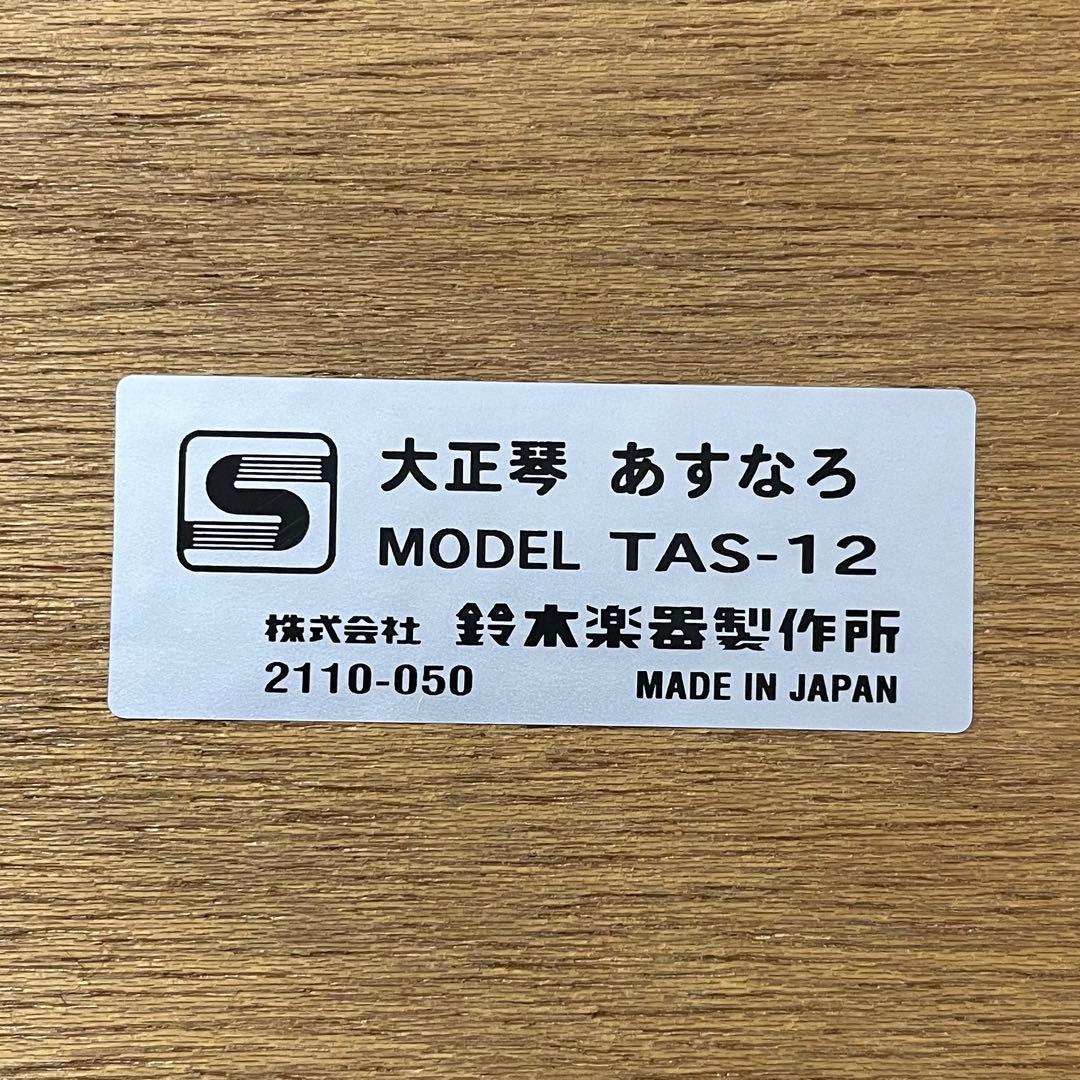 S
大正琴 あすなろ
MODEL TAS-12
株式会社 鈴木楽器製作所
2110-050 MADE IN JAPAN